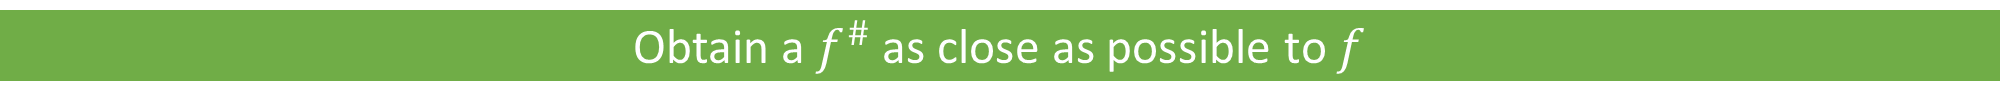 Obtain a f # as close as possible to f